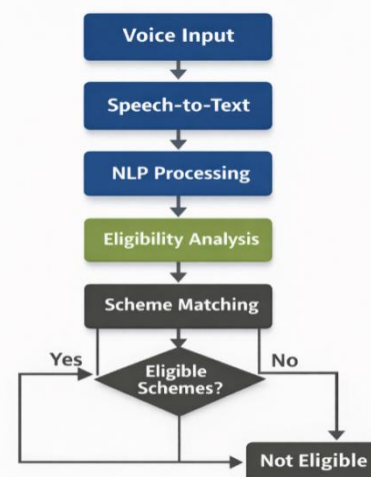 Voice Input
Speech-to-Text
NLP Processing
Eligibility Analysis
Scheme Matching
Yes
No
Eligible
Schemes?
Not Eligible